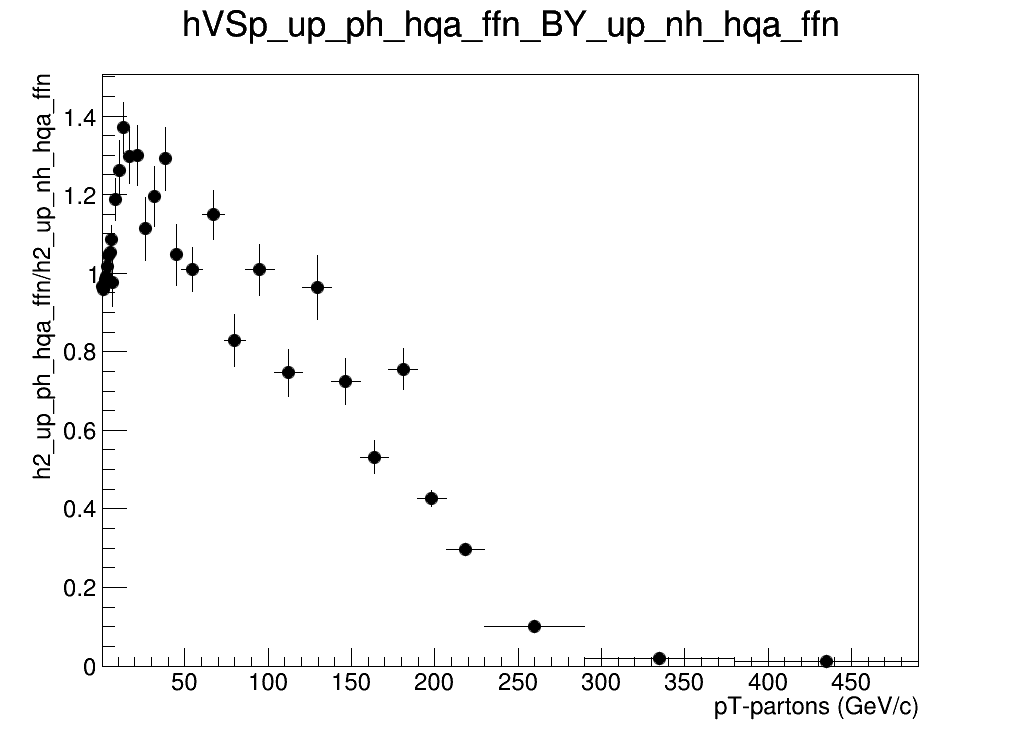 hVSp_up_ph_hqa_ffn_BY_up_nh_hqa_ffn
h2_up_ph_hqa_ffn/h2_up_nh_hqa_ffn
1.4
1.2
1
0.8
0.6
0.4
0.2
0
50 100 150 200 250 300 350 400 450
pT-partons (GeV/c)